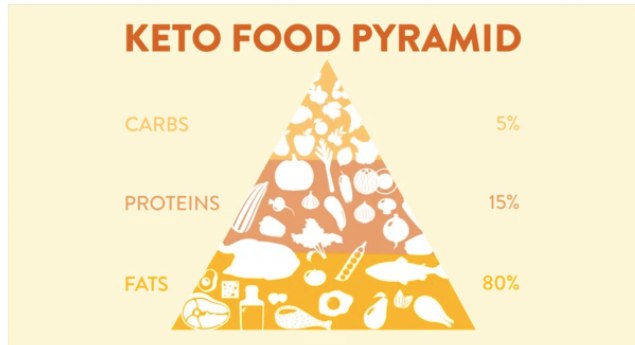 KETO FOOD PYRAMID
CARBS 5%
PROTEINS 15%
FATS 80%